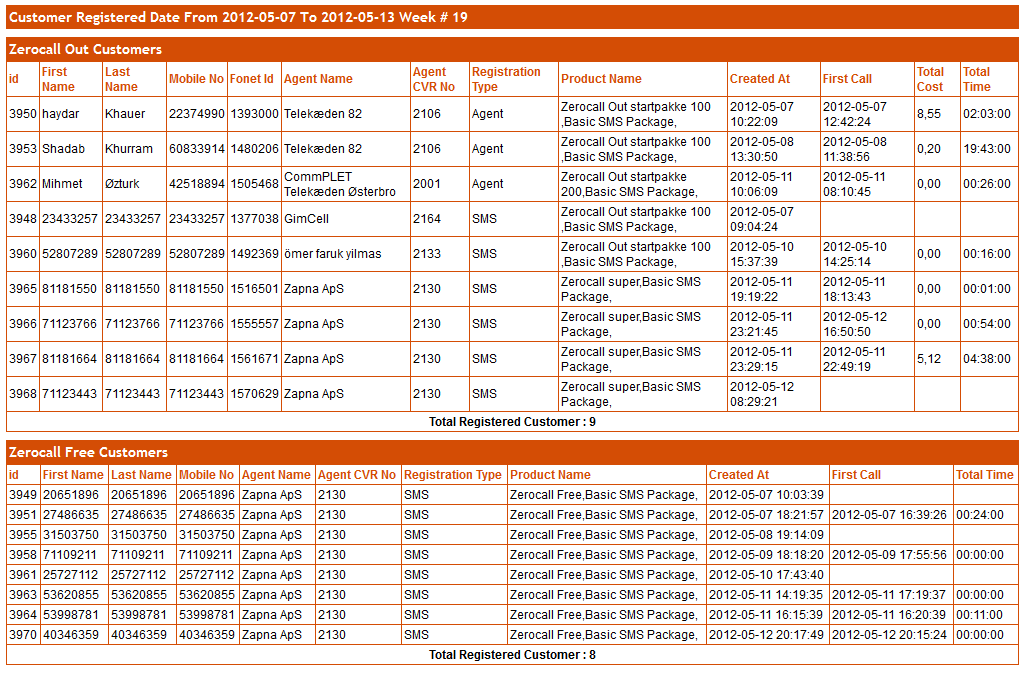 Customer Registered Date From 2012-05-07 To 2012-05-13 Week # 19
Zerocall Out Customers
id First Name Last Name Mobile No Fonet Id Agent Name Agent CVR No Registration Type Product Name Created At First Call Total Cost Total Time
3950 haydar Khauer 22374990 1393000 Telekæden 82 2106 Agent Zerocall Out startpakke 100 ,Basic SMS Package, 2012-05-07 10:22:09 2012-05-07 12:42:24 8,55 02:03:00
3953 Shadab Khurram 60833914 1480206 Telekæden 82 2106 Agent Zerocall Out startpakke 100 ,Basic SMS Package, 2012-05-08 13:30:50 2012-05-08 11:38:56 0,20 19:43:00
3962 Mihmet Øzturk 42518894 1505468 CommPLET Telekæden Østerbro 2001 Agent Zerocall Out startpakke 200,Basic SMS Package, 2012-05-11 10:06:09 2012-05-11 08:10:45 0,00 00:26:00
3948 23433257 23433257 23433257 1377038 GimCell 2164 SMS Zerocall Out startpakke 100 ,Basic SMS Package, 2012-05-07 09:04:24
3960 52807289 52807289 52807289 1492369 ömer faruk yilmas 2133 SMS Zerocall Out startpakke 100 ,Basic SMS Package, 2012-05-10 15:37:39 2012-05-10 14:25:14 0,00 00:16:00
3965 81181550 81181550 81181550 1516501 Zapna ApS 2130 SMS Zerocall super,Basic SMS Package, 2012-05-11 19:19:22 2012-05-11 18:13:43 0,00 00:01:00
3966 71123766 71123766 71123766 1555557 Zapna ApS 2130 SMS Zerocall super,Basic SMS Package, 2012-05-11 23:21:45 2012-05-12 16:50:50 0,00 00:54:00
3967 81181664 81181664 81181664 1561671 Zapna ApS 2130 SMS Zerocall super,Basic SMS Package, 2012-05-11 23:29:15 2012-05-11 22:49:19 5,12 04:38:00
3968 71123443 71123443 71123443 1570629 Zapna ApS 2130 SMS Zerocall super,Basic SMS Package, 2012-05-12 08:29:21
Total Registered Customer : 9
Zerocall Free Customers
id First Name Last Name Mobile No Agent Name Agent CVR No Registration Type Product Name Created At First Call Total Time
3949 20651896 20651896 20651896 Zapna ApS 2130 SMS Zerocall Free,Basic SMS Package, 2012-05-07 10:03:39
3951 27486635 27486635 27486635 Zapna ApS 2130 SMS Zerocall Free,Basic SMS Package, 2012-05-07 18:21:57 2012-05-07 16:39:26 00:24:00
3955 31503750 31503750 31503750 Zapna ApS 2130 SMS Zerocall Free,Basic SMS Package, 2012-05-08 19:14:09
3958 71109211 71109211 71109211 Zapna ApS 2130 SMS Zerocall Free,Basic SMS Package, 2012-05-09 18:18:20 2012-05-09 17:55:56 00:00:00
3961 25727112 25727112 25727112 Zapna ApS 2130 SMS Zerocall Free,Basic SMS Package, 2012-05-10 17:43:40
3963 53620855 53620855 53620855 Zapna ApS 2130 SMS Zerocall Free,Basic SMS Package, 2012-05-11 14:19:35 2012-05-11 17:19:37 00:00:00
3964 53998781 53998781 53998781 Zapna ApS 2130 SMS Zerocall Free,Basic SMS Package, 2012-05-11 16:15:39 2012-05-11 16:20:39 00:11:00
3970 40346359 40346359 40346359 Zapna ApS 2130 SMS Zerocall Free,Basic SMS Package, 2012-05-12 20:17:49 2012-05-12 20:15:24 00:00:00
Total Registered Customer : 8